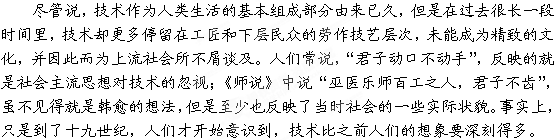 尽管说，技术作为人类生活的基本组成部分由来已久，但是在过去很长一段
时间里，技术却更多停留在工匠和下层民众的劳作技艺层次，未能成为精致的文
化，并因此而为上流社会所不屑谈及。人们常说，“君子动口不动手”，反映的就
是社会主流思想对技术的忽视；《师说》中说“巫医乐师百工之人，君子不齿”，
虽不见得就是韩愈的想法，但是至少也反映了当时社会的一些实际状貌。事实上，
只是到了十九世纪，人们才开始意识到，技术比之前人们的想象要深刻得多。